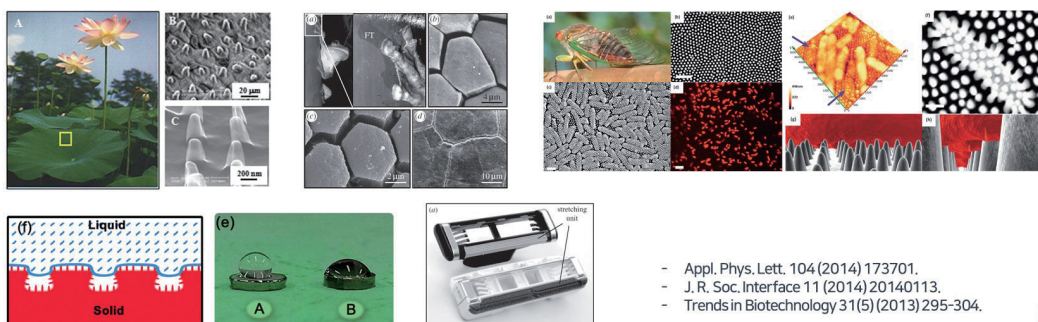 A
B
20 μm
C
200 nm
(a)
FT
(b)
4 μm
(c)
2 μm
(d)
10 μm
(a)
(b)
(c)
(d)
(e)
(f)
(g)
(h)
(f)
Liquid
Solid
(e)
A
B
(a)
stretching
unit
- Appl. Phys. Lett. 104 (2014) 173701.
- J. R. Soc. Interface 11 (2014) 20140113.
- Trends in Biotechnology 31(5) (2013) 295-304.